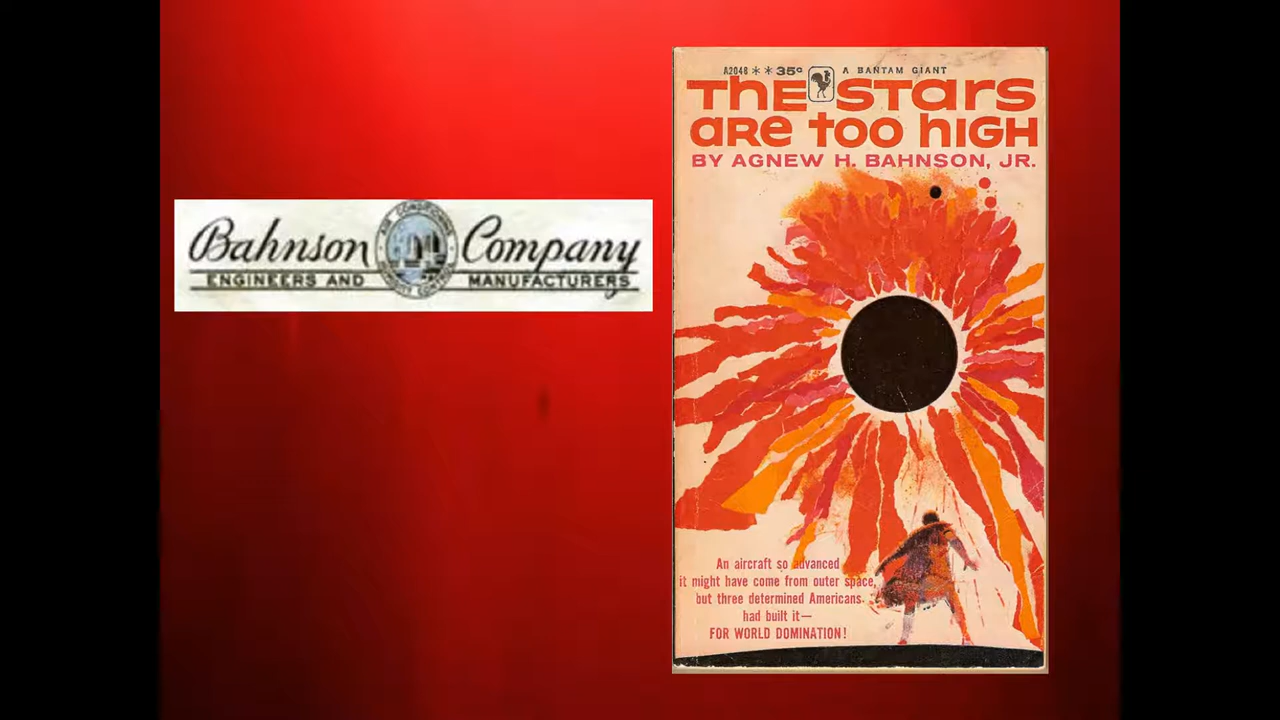 Bahnson Company
ENGINEERS AND MANUFACTURERS
A2048 ** 35¢ A BANTAM GIANT
THE STARS
ARE TOO HIGH
BY AGNEW H. BAHNSON, JR.
An aircraft so advanced
it might have come from outer space,
but three determined Americans
had built it—
FOR WORLD DOMINATION!